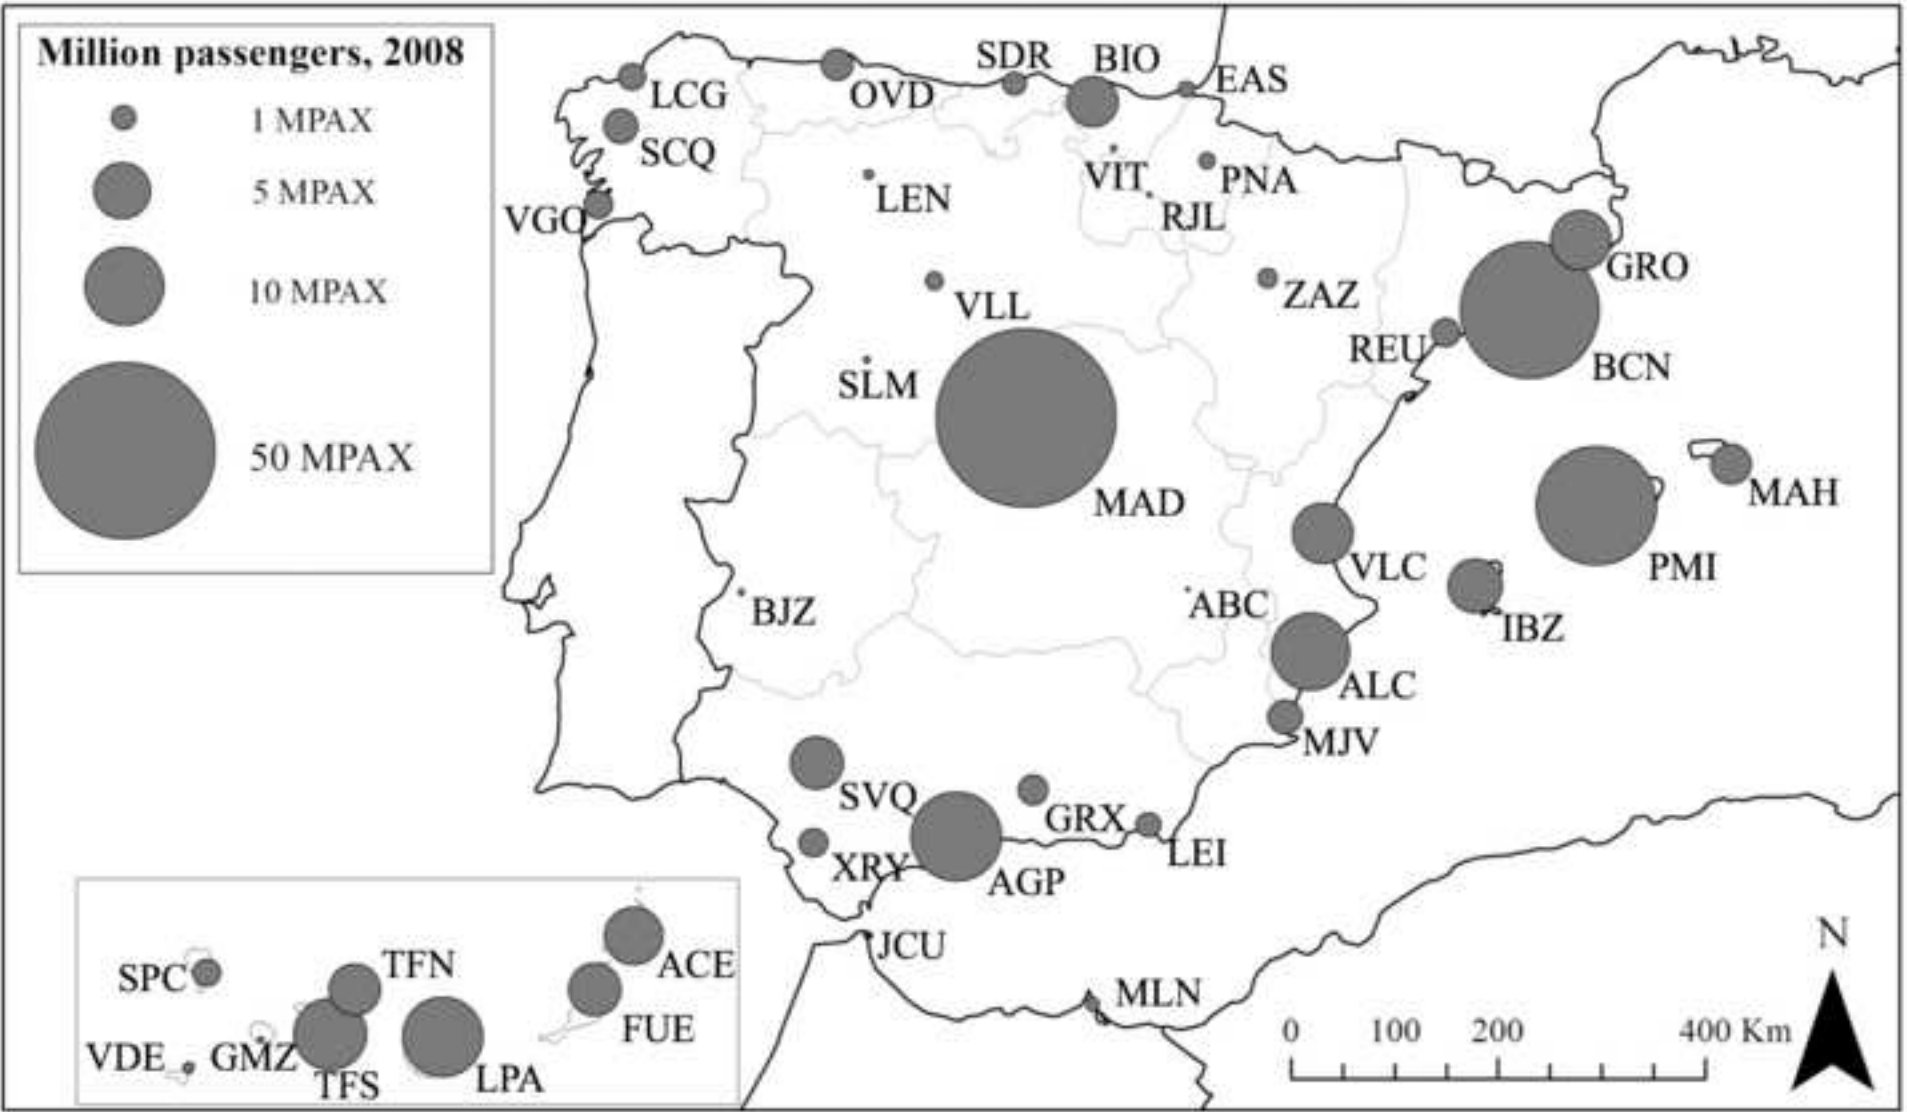 Million passengers, 2008
1 MPAX
5 MPAX
10 MPAX
50 MPAX
LCG
SCQ
VGO
OVD
SDR
BIO
EAS
LEN
VIT
PNA
RJL
VLL
ZAZ
GRO
REU
BCN
SLM
MAD
MAH
PMI
VLC
IBZ
BJZ
ABC
ALC
MJV
SVQ
GRX
LEI
XRY
AGP
JCU
MLN
SPC
TFN
ACE
FUE
VDE
GMZ
TFS
LPA
N
0 100 200 400 Km